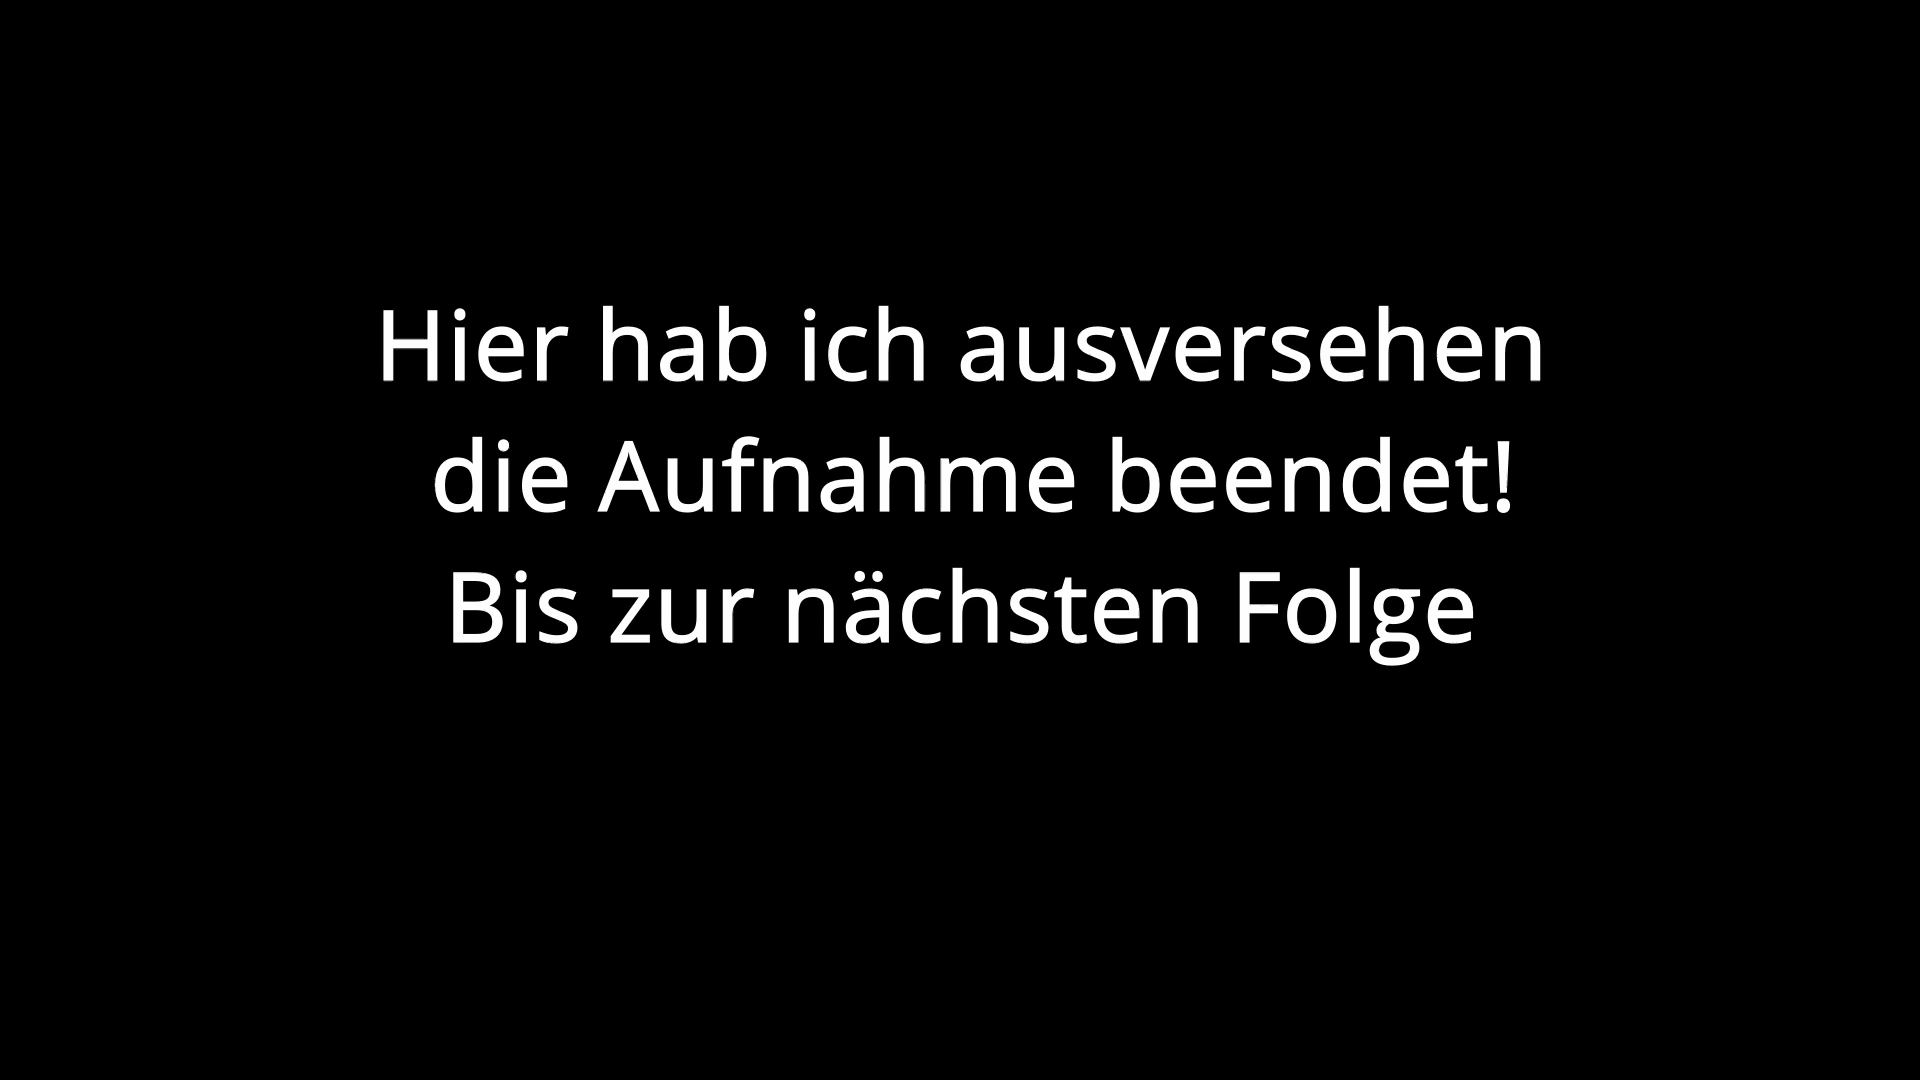 Hier hab ich ausversehen
die Aufnahme beendet!
Bis zur nächsten Folge